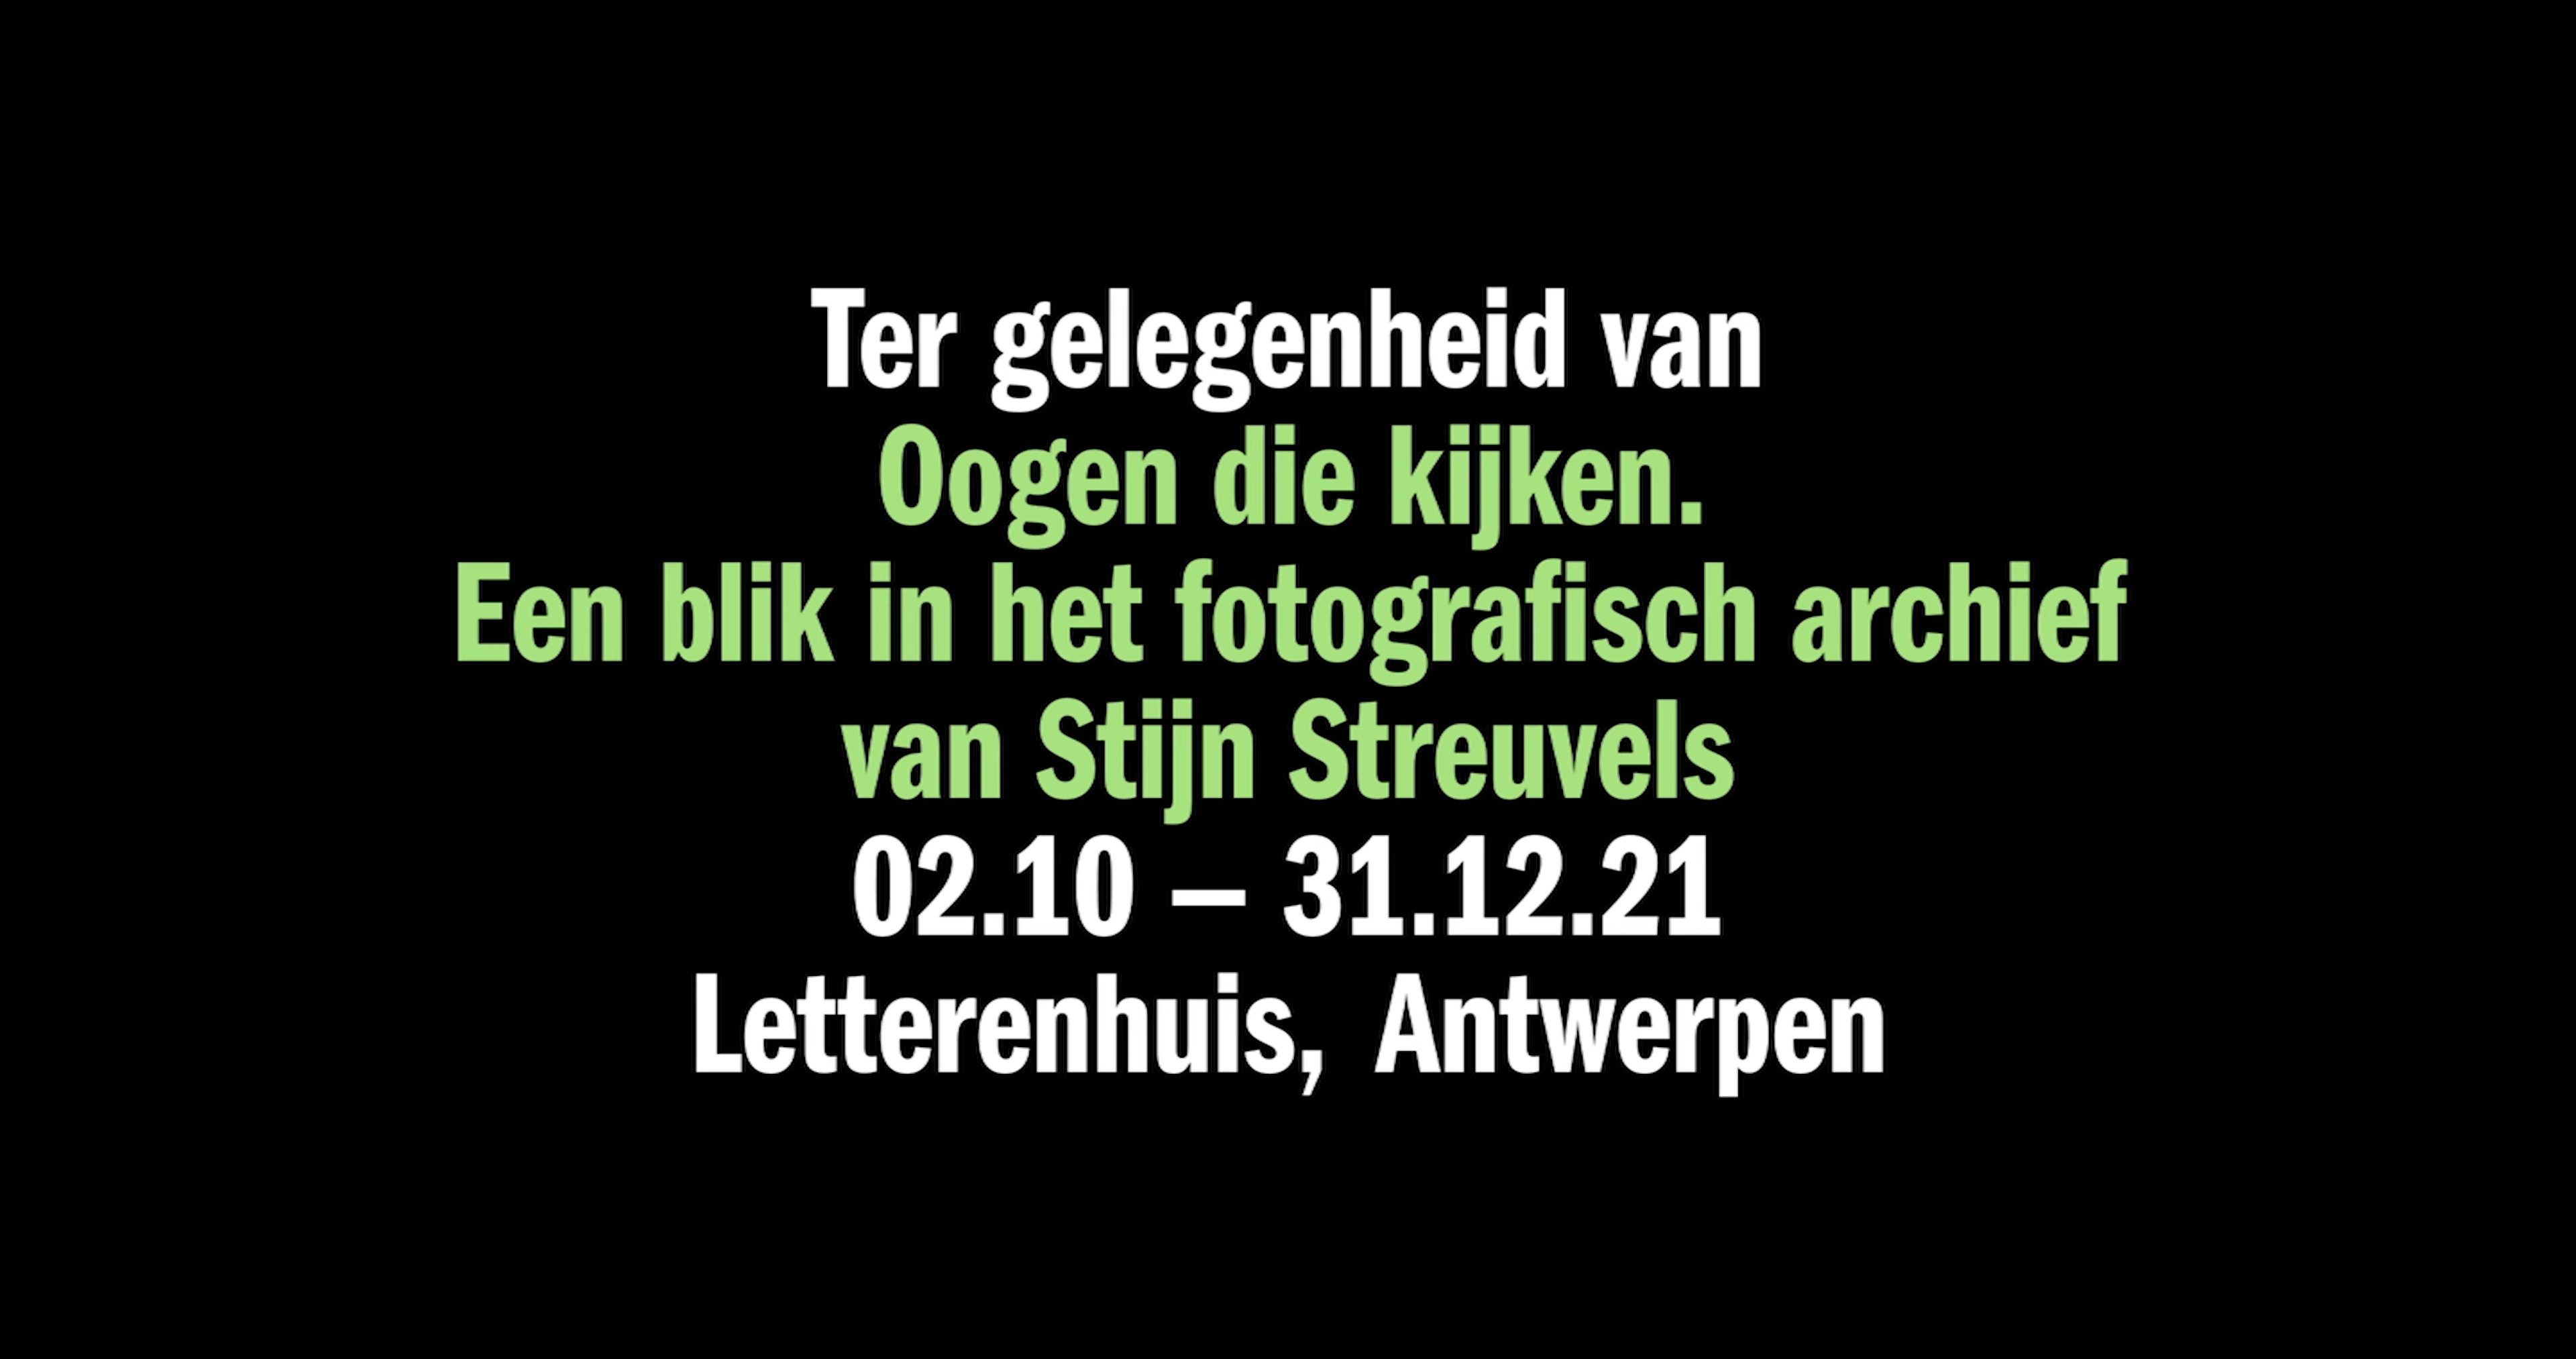 Ter gelegenheid van
Oogen die kijken.
Een blik in het fotografisch archief
van Stijn Streuvels
02.10 – 31.12.21
Letterenhuis, Antwerpen